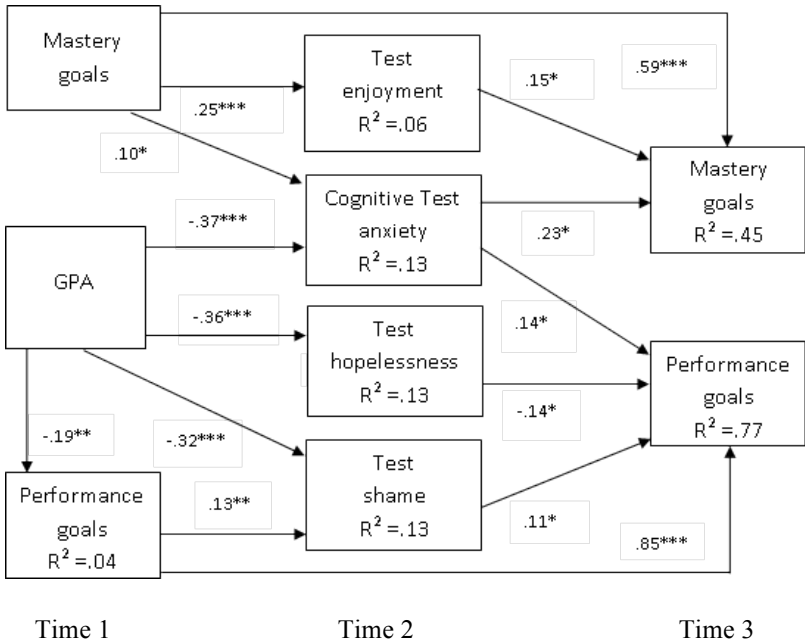 Mastery
goals
Test
enjoyment
R² =.06
.25***
.10*
.15*
.59***
Mastery
goals
R² =.45
Cognitive Test
anxiety
R² =.13
-.37***
.23*
GPA
-.36***
.14*
Test
hopelessness
R² =.13
Performance
goals
R² =.77
-.14*
-.19**
-.32***
Test
shame
R² =.13
Performance
goals
R² =.04
.13**
.11*
.85***
Time 1
Time 2
Time 3